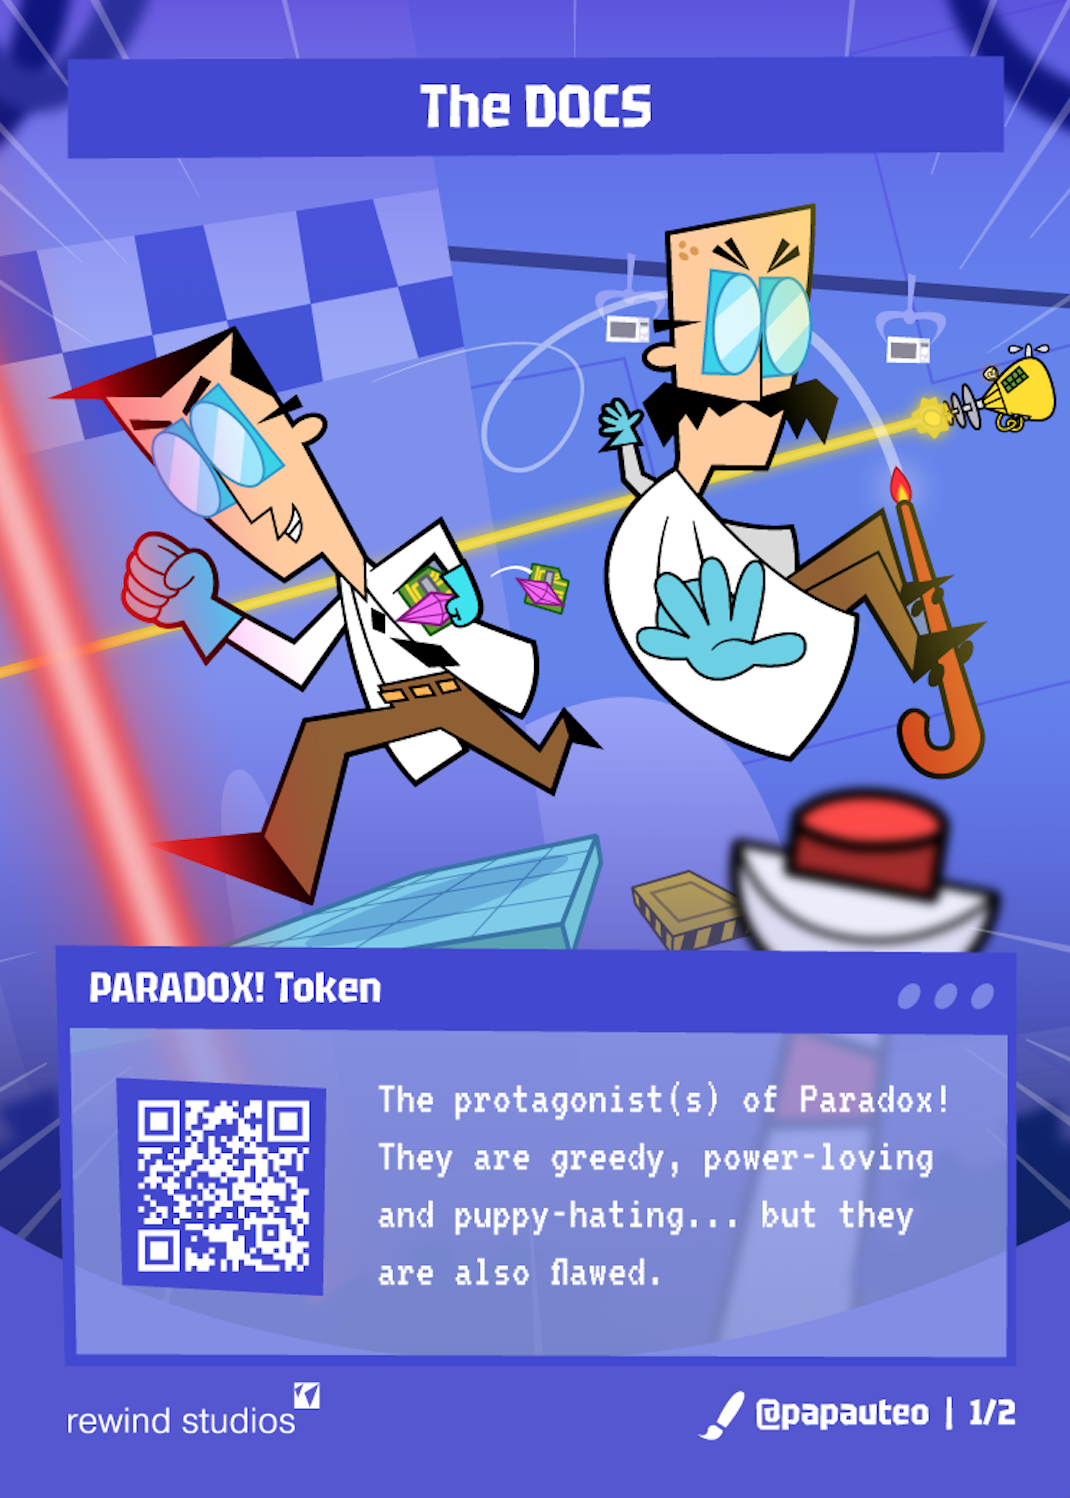 The DOCS
PARADOX! Token
The protagonist(s) of Paradox!
They are greedy, power-loving
and puppy-hating... but they
are also flawed.
rewind studios
@papauteo | 1/2